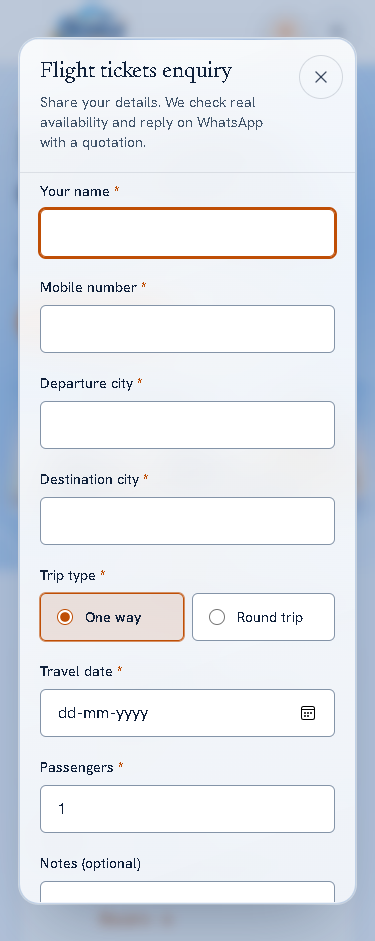 Flight tickets enquiry
Share your details. We check real
availability and reply on WhatsApp
with a quotation.
Your name *
Mobile number *
Departure city *
Destination city *
Trip type *
One way
Round trip
Travel date *
dd-mm-yyyy
Passengers *
1
Notes (optional)